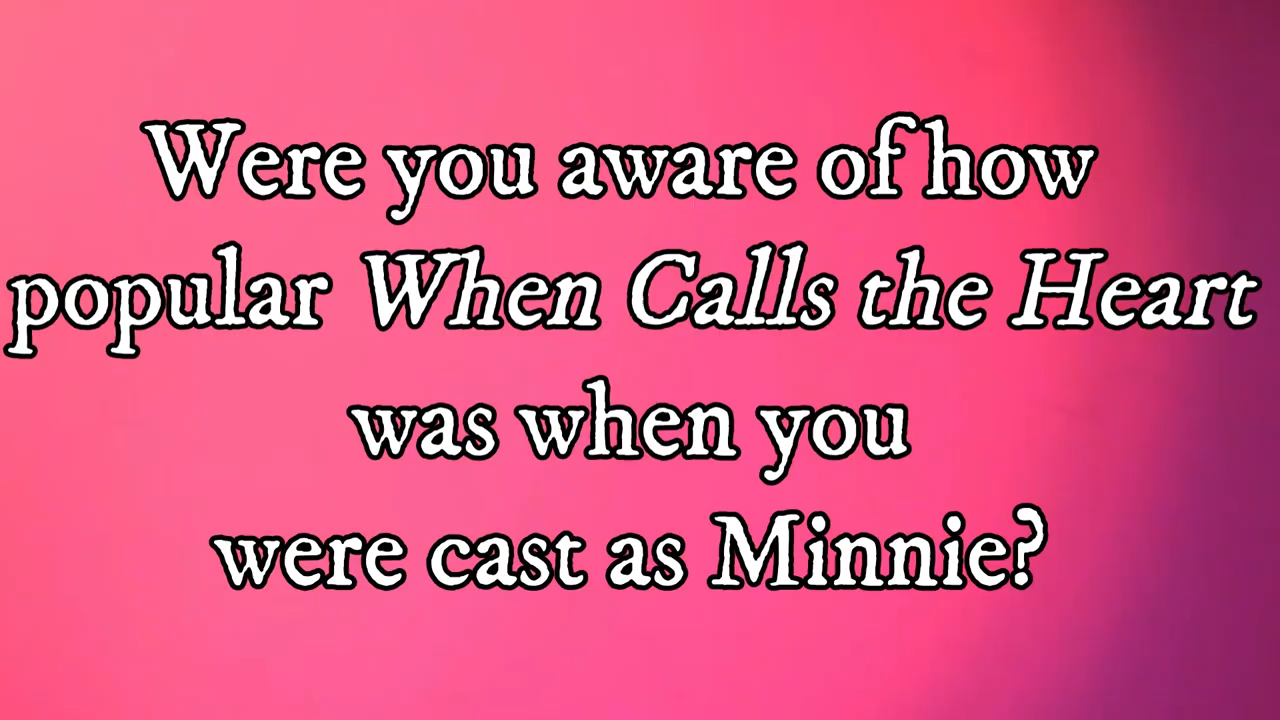 Were you aware of how
popular When Calls the Heart
was when you
were cast as Minnie?